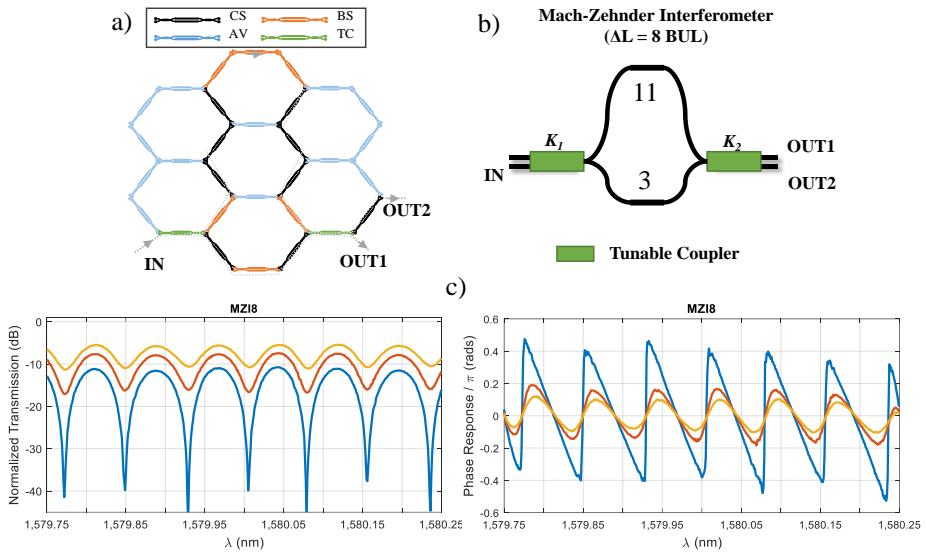 a)
CS
BS
AV
TC
OUT2
IN
OUT1
b)
Mach-Zehnder Interferometer
(ΔL = 8 BUL)
11
K1
K2
OUT1
IN
3
OUT2
Tunable Coupler
c)
MZI8
Normalized Transmission (dB)
0
-10
-20
-30
-40
1,579.75
1,579.85
1,579.95
1,580.05
1,580.15
1,580.25
λ (nm)
MZI8
Phase Response / π (rads)
0.6
0.4
0.2
0
-0.2
-0.4
-0.6
1,579.75
1,579.85
1,579.95
1,580.05
1,580.15
1,580.25
λ (nm)